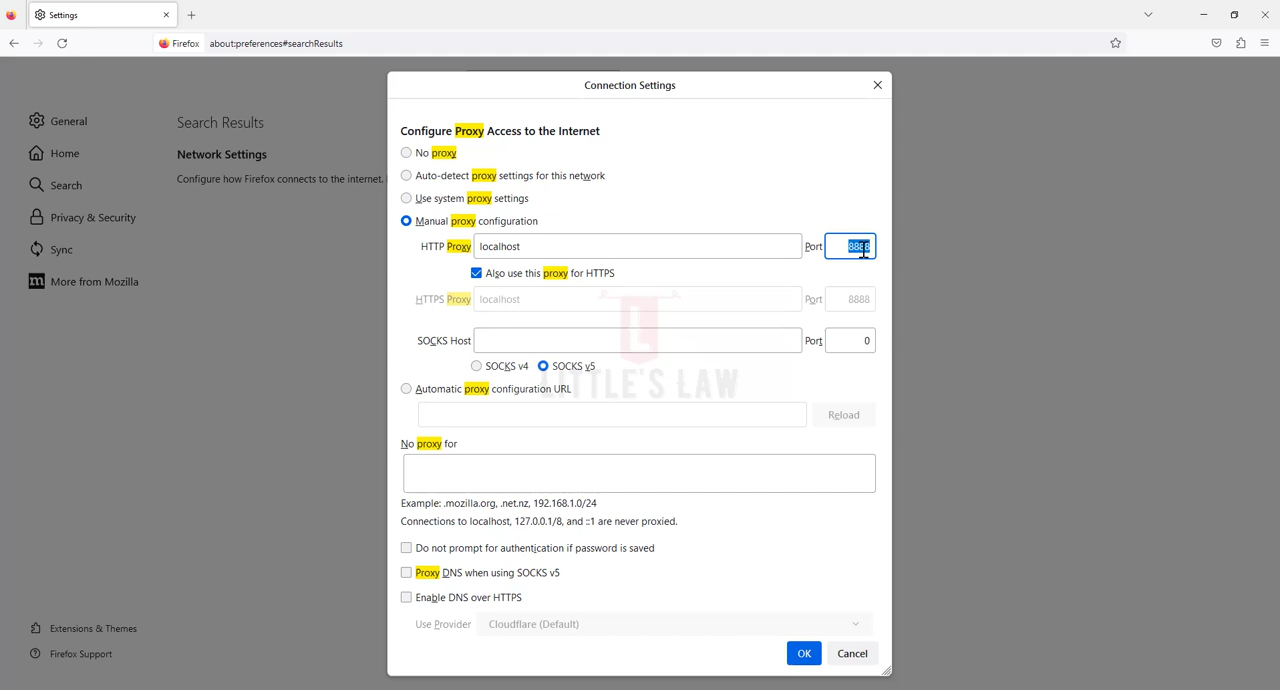 Settings
Firefox
about:preferences#searchResults
Connection Settings
General
Home
Search
Privacy & Security
Sync
More from Mozilla
Extensions & Themes
Firefox Support
Search Results
Network Settings
Configure how Firefox connects to the internet.
Configure Proxy Access to the Internet
No proxy
Auto-detect proxy settings for this network
Use system proxy settings
Manual proxy configuration
HTTP Proxy localhost Port 8888
Also use this proxy for HTTPS
HTTPS Proxy localhost Port 8888
SOCKS Host Port 0
SOCKS v4 SOCKS v5
L
LITTLE'S LAW
Automatic proxy configuration URL
Reload
No proxy for
Example: .mozilla.org, .net.nz, 192.168.1.0/24
Connections to localhost, 127.0.0.1/8, and ::1 are never proxied.
Do not prompt for authentication if password is saved
Proxy DNS when using SOCKS v5
Enable DNS over HTTPS
Use Provider Cloudflare (Default)
OK Cancel